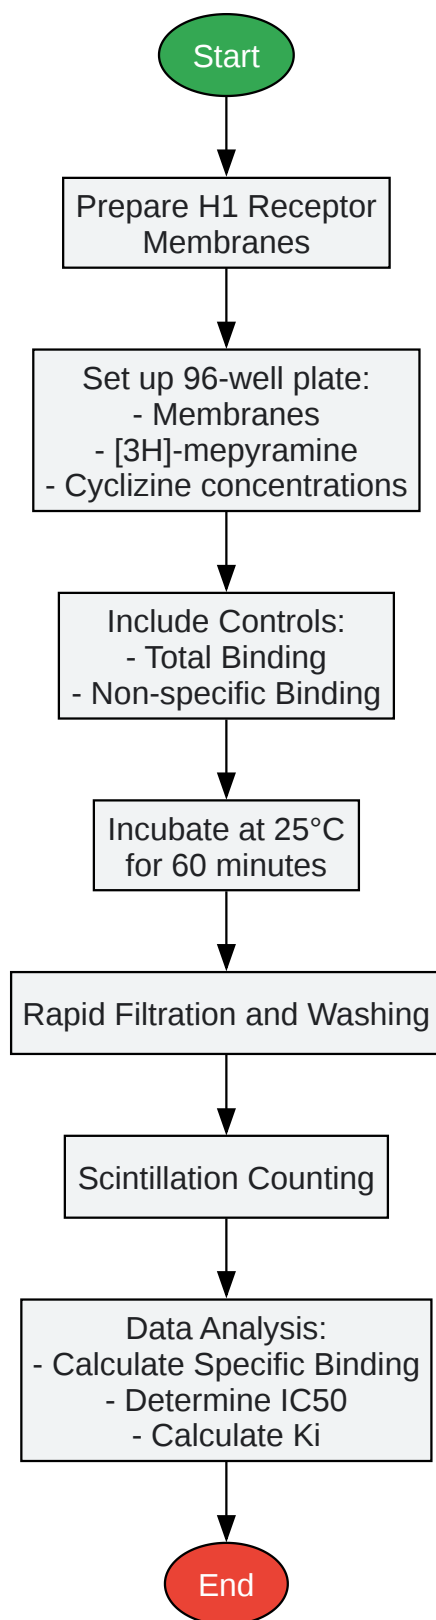 Start
Prepare H1 Receptor
Membranes
Set up 96-well plate:
- Membranes
- [3H]-mepyramine
- Cyclizine concentrations
Include Controls:
- Total Binding
- Non-specific Binding
Incubate at 25°C
for 60 minutes
Rapid Filtration and Washing
Scintillation Counting
Data Analysis:
- Calculate Specific Binding
- Determine IC50
- Calculate Ki
End